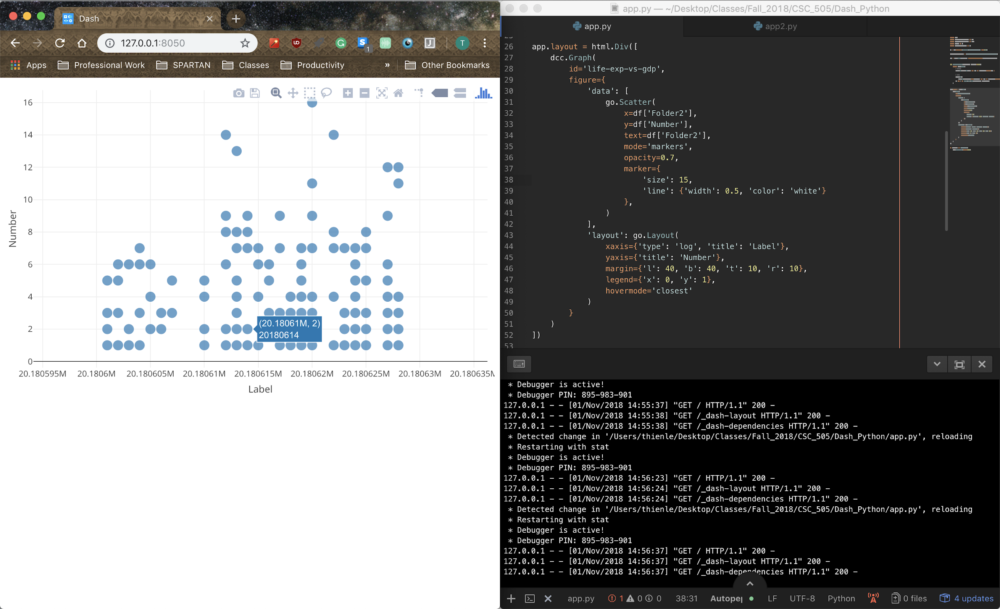 Dash
127.0.0.1:8050
1
J
T
Apps
Professional Work
SPARTAN
Classes
Productivity
»
Other Bookmarks
16
14
12
10
8
6
4
2
0
Number
(20.18061M, 2)
20180614
20.180595M 20.1806M 20.180605M 20.18061M 20.180615M 20.18062M 20.180625M 20.18063M 20.180635M
Label
app.py — ~/Desktop/Classes/Fall_2018/CSC_505/Dash_Python
app.py
app2.py
25
26 app.layout = html.Div([
27 dcc.Graph(
28 id='life-exp-vs-gdp',
29 figure={
30 'data': [
31 go.Scatter(
32 x=df['Folder2'],
33 y=df['Number'],
34 text=df['Folder2'],
35 mode='markers',
36 opacity=0.7,
37 marker={
38 'size': 15,
39 'line': {'width': 0.5, 'color': 'white'}
40 },
41 )
42 ],
43 'layout': go.Layout(
44 xaxis={'type': 'log', 'title': 'Label'},
45 yaxis={'title': 'Number'},
46 margin={'l': 40, 'b': 40, 't': 10, 'r': 10},
47 legend={'x': 0, 'y': 1},
48 hovermode='closest'
49 )
50 }
51 )
52 ])
53
* Debugger is active!
* Debugger PIN: 895-983-901
127.0.0.1 - - [01/Nov/2018 14:55:37] "GET / HTTP/1.1" 200 -
127.0.0.1 - - [01/Nov/2018 14:55:38] "GET /_dash-layout HTTP/1.1" 200 -
127.0.0.1 - - [01/Nov/2018 14:55:38] "GET /_dash-dependencies HTTP/1.1" 200 -
* Detected change in '/Users/thienle/Desktop/Classes/Fall_2018/CSC_505/Dash_Python/app.py', reloading
* Restarting with stat
* Debugger is active!
* Debugger PIN: 895-983-901
127.0.0.1 - - [01/Nov/2018 14:56:23] "GET / HTTP/1.1" 200 -
127.0.0.1 - - [01/Nov/2018 14:56:24] "GET /_dash-layout HTTP/1.1" 200 -
127.0.0.1 - - [01/Nov/2018 14:56:24] "GET /_dash-dependencies HTTP/1.1" 200 -
* Detected change in '/Users/thienle/Desktop/Classes/Fall_2018/CSC_505/Dash_Python/app.py', reloading
* Restarting with stat
* Debugger is active!
* Debugger PIN: 895-983-901
127.0.0.1 - - [01/Nov/2018 14:56:37] "GET / HTTP/1.1" 200 -
127.0.0.1 - - [01/Nov/2018 14:56:37] "GET /_dash-layout HTTP/1.1" 200 -
127.0.0.1 - - [01/Nov/2018 14:56:37] "GET /_dash-dependencies HTTP/1.1" 200 -
app.py 1 0 0 38:31 Autopep LF UTF-8 Python 0 files 4 updates